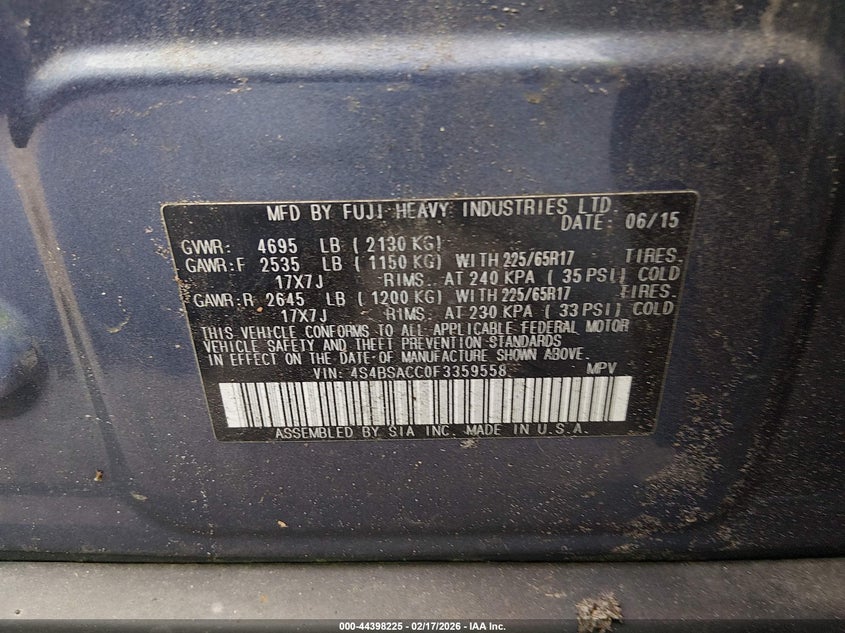 MFD BY FUJI HEAVY INDUSTRIES LTD.
DATE: 06/15
GVWR: 4695 LB ( 2130 KG)
GAWR:F 2535 LB ( 1150 KG) WITH 225/65R17 TIRES.
17X7J RIMS. AT 240 KPA ( 35 PSI) COLD
GAWR:R 2645 LB ( 1200 KG) WITH 225/65R17 TIRES.
17X7J RIMS. AT 230 KPA ( 33 PSI) COLD
THIS VEHICLE CONFORMS TO ALL APPLICABLE FEDERAL MOTOR
VEHICLE SAFETY AND THEFT PREVENTION STANDARDS
IN EFFECT ON THE DATE OF MANUFACTURE SHOWN ABOVE.
VIN: 4S4BSACC0F3359558 MPV
ASSEMBLED BY SIA INC. MADE IN U.S.A.
000-44398225 - 02/17/2026 - IAA Inc.